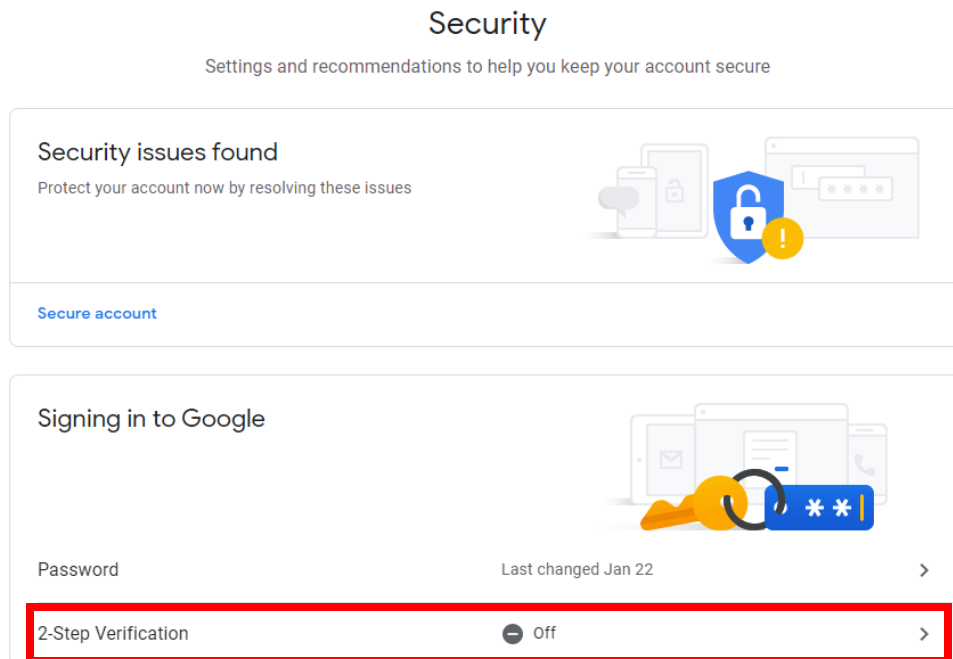 Security
Settings and recommendations to help you keep your account secure
Security issues found
Protect your account now by resolving these issues
Secure account
Signing in to Google
Password Last changed Jan 22
2-Step Verification Off